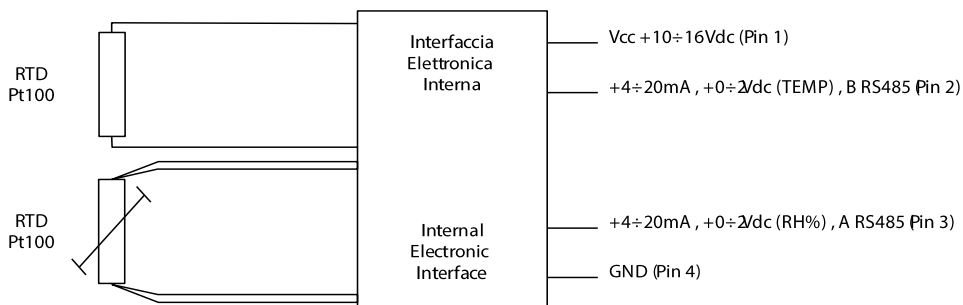 RTD
Pt100
Interfaccia
Elettronica
Interna
Vcc +10÷16Vdc (Pin 1)
+4÷20mA , +0÷2Vdc (TEMP) , B RS485 (Pin 2)
RTD
Pt100
Internal
Electronic
Interface
+4÷20mA , +0÷2Vdc (RH%) , A RS485 (Pin 3)
GND (Pin 4)